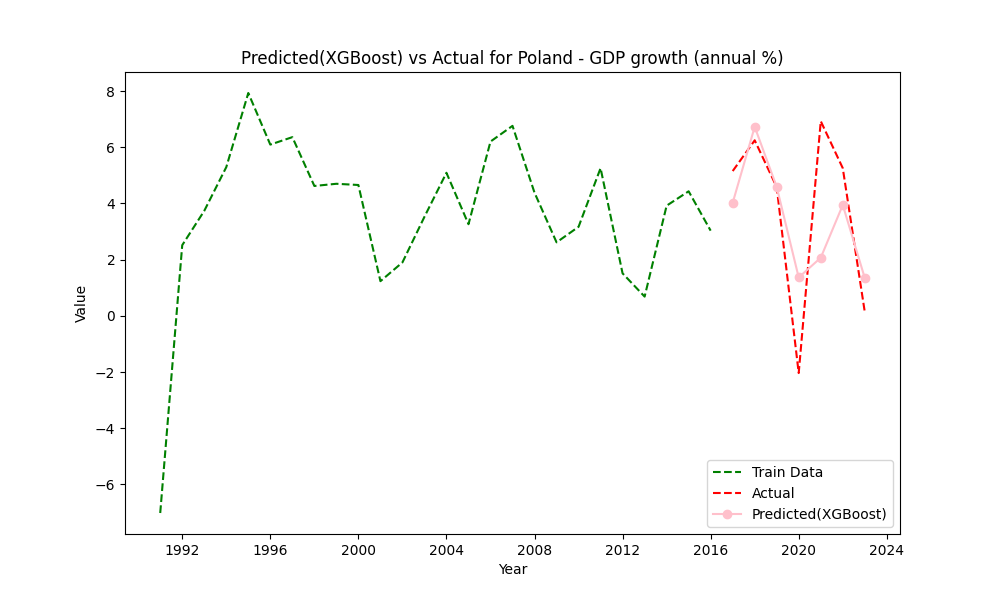 Predicted(XGBoost) vs Actual for Poland - GDP growth (annual %)
Value
8
6
4
2
0
−2
−4
−6
1992 1996 2000 2004 2008 2012 2016 2020 2024
Year
Train Data
Actual
Predicted(XGBoost)